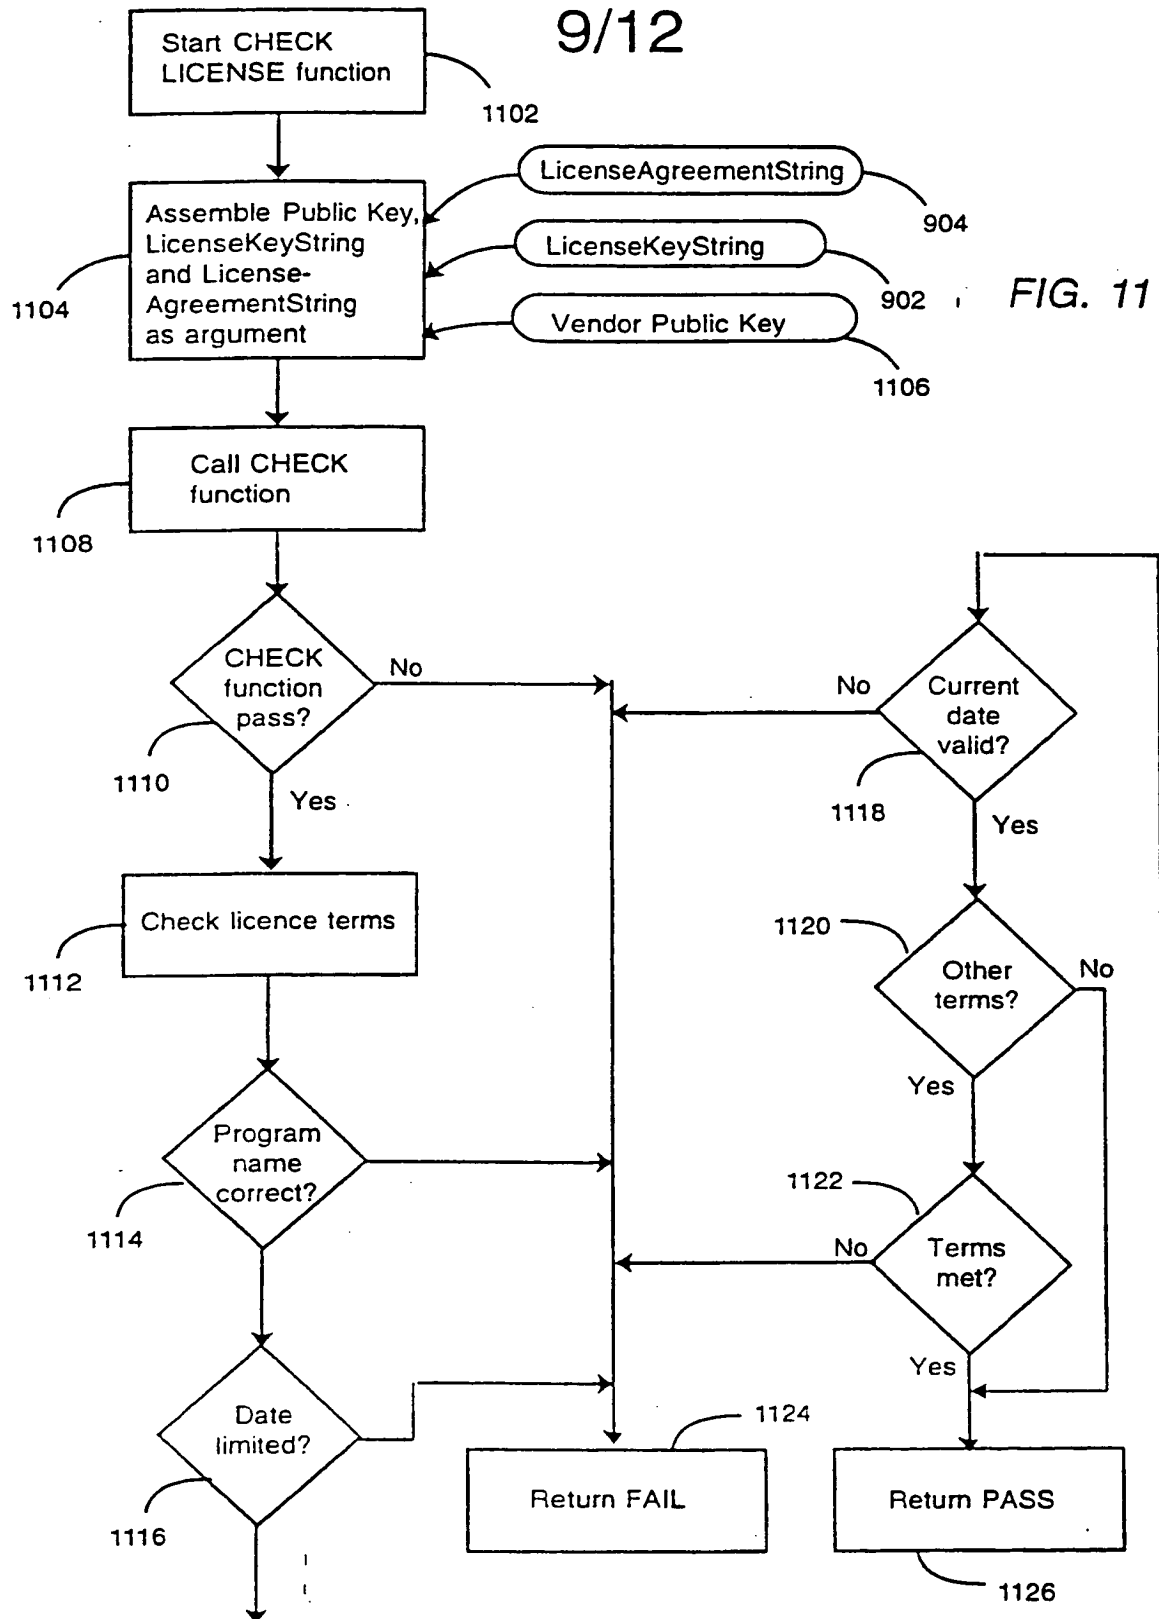 9/12
Start CHECK
LICENSE function
1102
LicenseAgreementString
904
Assemble Public Key,
LicenseKeyString
and License-
AgreementString
as argument
1104
LicenseKeyString
902
FIG. 11
Vendor Public Key
1106
Call CHECK
function
1108
CHECK
function
pass?
No
1110
Yes
No
Current
date
valid?
1118
Yes
Check licence terms
1112
1120
Other
terms?
No
Yes
Program
name
correct?
1114
1122
No
Terms
met?
Yes
Date
limited?
1116
1124
Return FAIL
Return PASS
1126